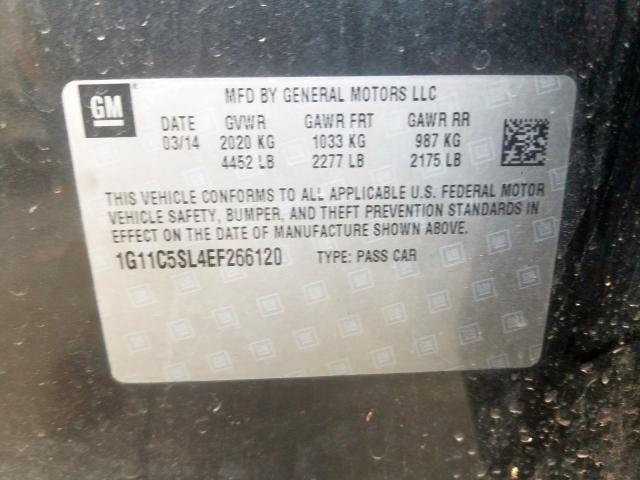 GM
MFD BY GENERAL MOTORS LLC
DATE GVWR GAWR FRT GAWR RR
03/14 2020 KG 1033 KG 987 KG
4452 LB 2277 LB 2175 LB
THIS VEHICLE CONFORMS TO ALL APPLICABLE U.S. FEDERAL MOTOR
VEHICLE SAFETY, BUMPER, AND THEFT PREVENTION STANDARDS IN
EFFECT ON THE DATE OF MANUFACTURE SHOWN ABOVE.
1G11C5SL4EF266120 TYPE: PASS CAR